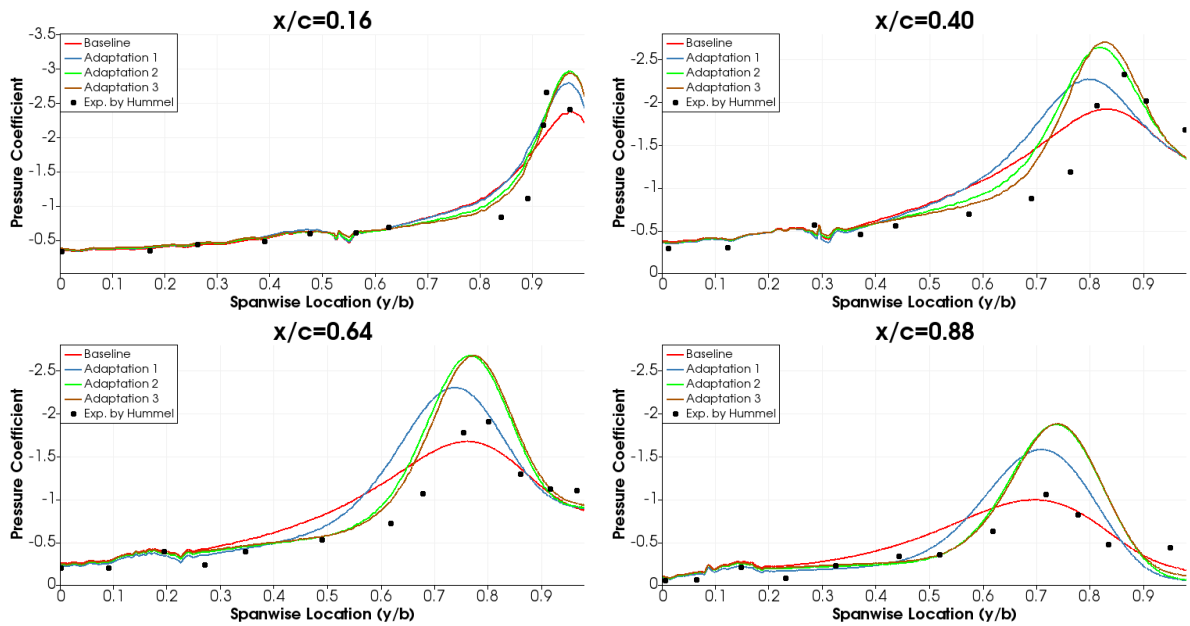 x/c=0.16
Pressure Coefficient
-3.5
-3
-2.5
-2
-1.5
-1
-0.5
Baseline
Adaptation 1
Adaptation 2
Adaptation 3
Exp. by Hummel
0 0.1 0.2 0.3 0.4 0.5 0.6 0.7 0.8 0.9
Spanwise Location (y/b)
x/c=0.40
Pressure Coefficient
-2.5
-2
-1.5
-1
-0.5
0
Baseline
Adaptation 1
Adaptation 2
Adaptation 3
Exp. by Hummel
0 0.1 0.2 0.3 0.4 0.5 0.6 0.7 0.8 0.9
Spanwise Location (y/b)
x/c=0.64
Pressure Coefficient
-2.5
-2
-1.5
-1
-0.5
0
Baseline
Adaptation 1
Adaptation 2
Adaptation 3
Exp. by Hummel
0 0.1 0.2 0.3 0.4 0.5 0.6 0.7 0.8 0.9
Spanwise Location (y/b)
x/c=0.88
Pressure Coefficient
-2.5
-2
-1.5
-1
-0.5
0
Baseline
Adaptation 1
Adaptation 2
Adaptation 3
Exp. by Hummel
0 0.1 0.2 0.3 0.4 0.5 0.6 0.7 0.8 0.9
Spanwise Location (y/b)